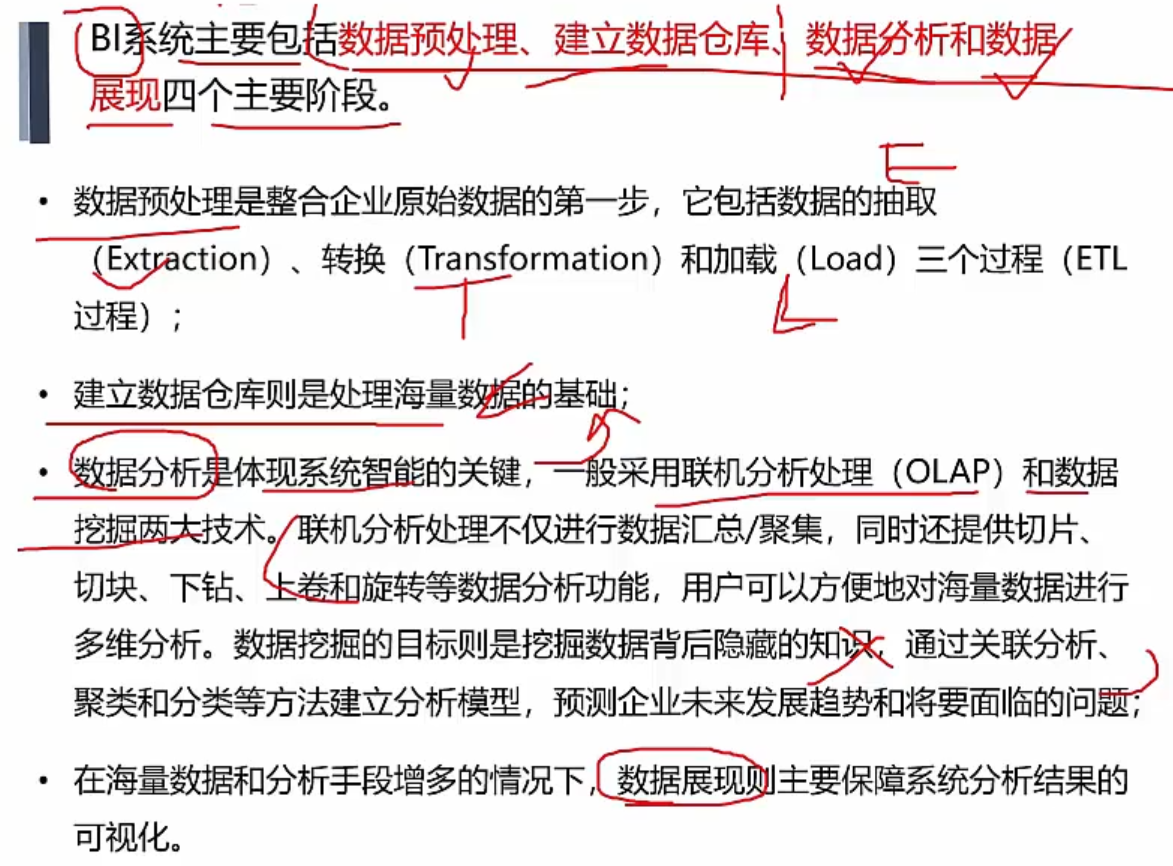 BI系统主要包括数据预处理、建立数据仓库、数据分析和数据
展现四个主要阶段。
E
• 数据预处理是整合企业原始数据的第一步，它包括数据的抽取
（Extraction）、转换（Transformation）和加载（Load）三个过程（ETL
过程）；
T L
• 建立数据仓库则是处理海量数据的基础；
• 数据分析是体现系统智能的关键，一般采用联机分析处理（OLAP）和数据
挖掘两大技术。联机分析处理不仅进行数据汇总/聚集，同时还提供切片、
切块、下钻、上卷和旋转等数据分析功能，用户可以方便地对海量数据进行
多维分析。数据挖掘的目标则是挖掘数据背后隐藏的知识，通过关联分析、
聚类和分类等方法建立分析模型，预测企业未来发展趋势和将要面临的问题；
• 在海量数据和分析手段增多的情况下，数据展现则主要保障系统分析结果的
可视化。